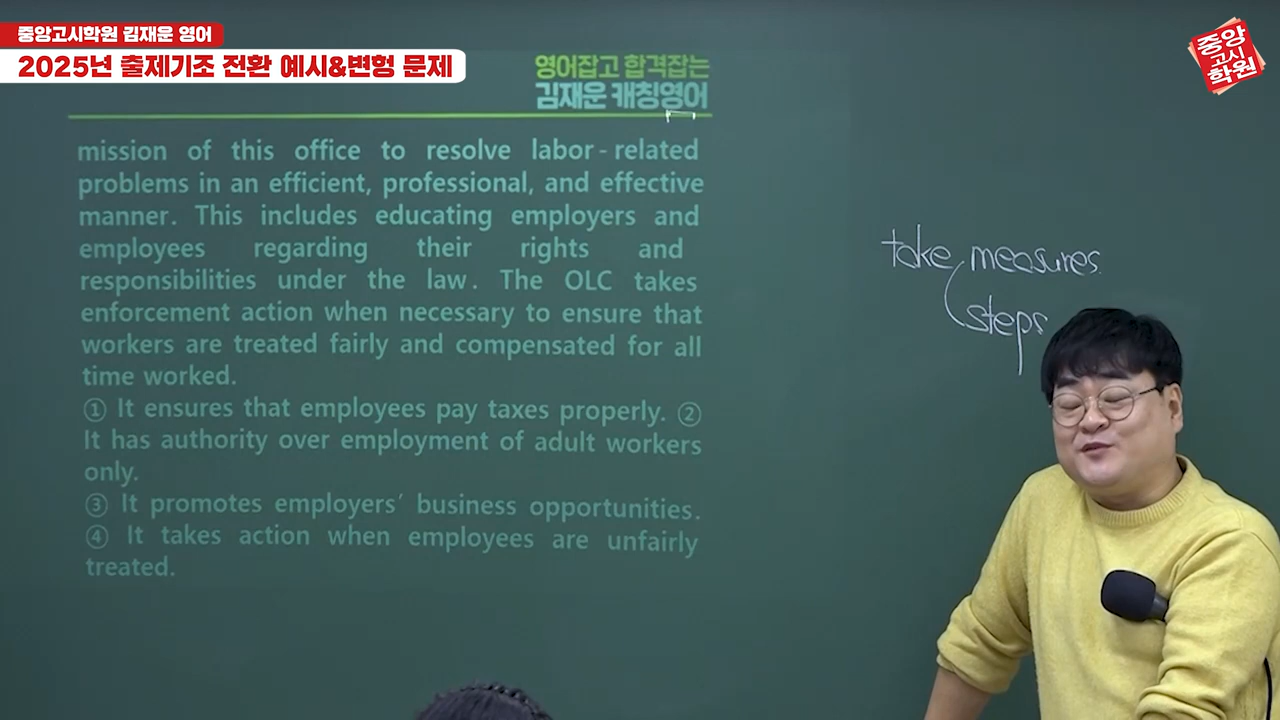 중앙고시학원 김재운 영어
2025년 출제기조 전환 예시&변형 문제
중앙
고시
학원
영어잡고 합격잡는
김재운 캐칭영어
mission of this office to resolve labor-related
problems in an efficient, professional, and effective
manner. This includes educating employers and
employees regarding their rights and
responsibilities under the law. The OLC takes
enforcement action when necessary to ensure that
workers are treated fairly and compensated for all
time worked.
① It ensures that employees pay taxes properly. ②
It has authority over employment of adult workers
only.
③ It promotes employers’ business opportunities.
④ It takes action when employees are unfairly
treated.
take measures
steps